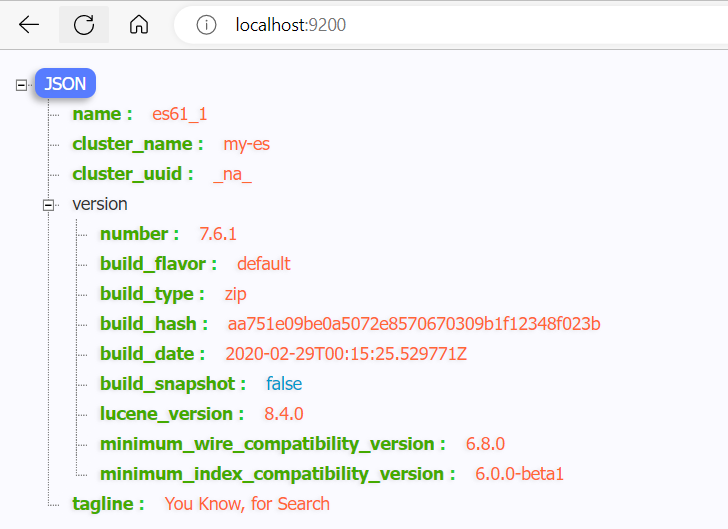 localhost:9200
JSON
name : es61_1
cluster_name : my-es
cluster_uuid : _na_
version
number : 7.6.1
build_flavor : default
build_type : zip
build_hash : aa751e09be0a5072e8570670309b1f12348f023b
build_date : 2020-02-29T00:15:25.529771Z
build_snapshot : false
lucene_version : 8.4.0
minimum_wire_compatibility_version : 6.8.0
minimum_index_compatibility_version : 6.0.0-beta1
tagline : You Know, for Search